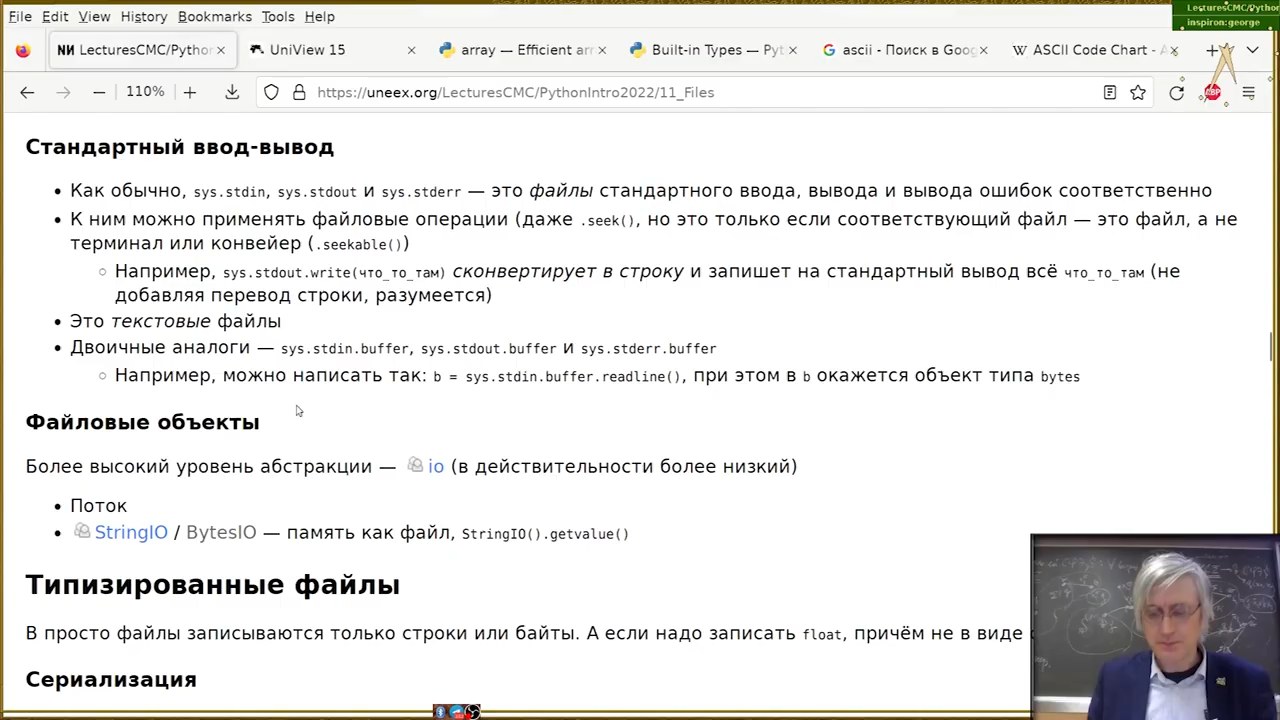 LecturesCMC/Python
inspiron:george
File Edit View History Bookmarks Tools Help
LecturesCMC/Python
UniView 15
array — Efficient arr
Built-in Types — Pyt
ascii - Поиск в Goog
ASCII Code Chart - A
110%
https://uneex.org/LecturesCMC/PythonIntro2022/11_Files
ABP
Стандартный ввод-вывод
• Как обычно, sys.stdin, sys.stdout и sys.stderr — это файлы стандартного ввода, вывода и вывода ошибок соответственно
• К ним можно применять файловые операции (даже .seek(), но это только если соответствующий файл — это файл, а не
терминал или конвейер (.seekable())
Например, sys.stdout.write(что_то_там) сконвертирует в строку и запишет на стандартный вывод всё что_то_там (не
добавляя перевод строки, разумеется)
• Это текстовые файлы
• Двоичные аналоги — sys.stdin.buffer, sys.stdout.buffer и sys.stderr.buffer
Например, можно написать так: b = sys.stdin.buffer.readline(), при этом в b окажется объект типа bytes
Файловые объекты
Более высокий уровень абстракции — io (в действительности более низкий)
• Поток
• StringIO / BytesIO — память как файл, StringIO().getvalue()
Типизированные файлы
В просто файлы записываются только строки или байты. А если надо записать float, причём не в виде
Сериализация